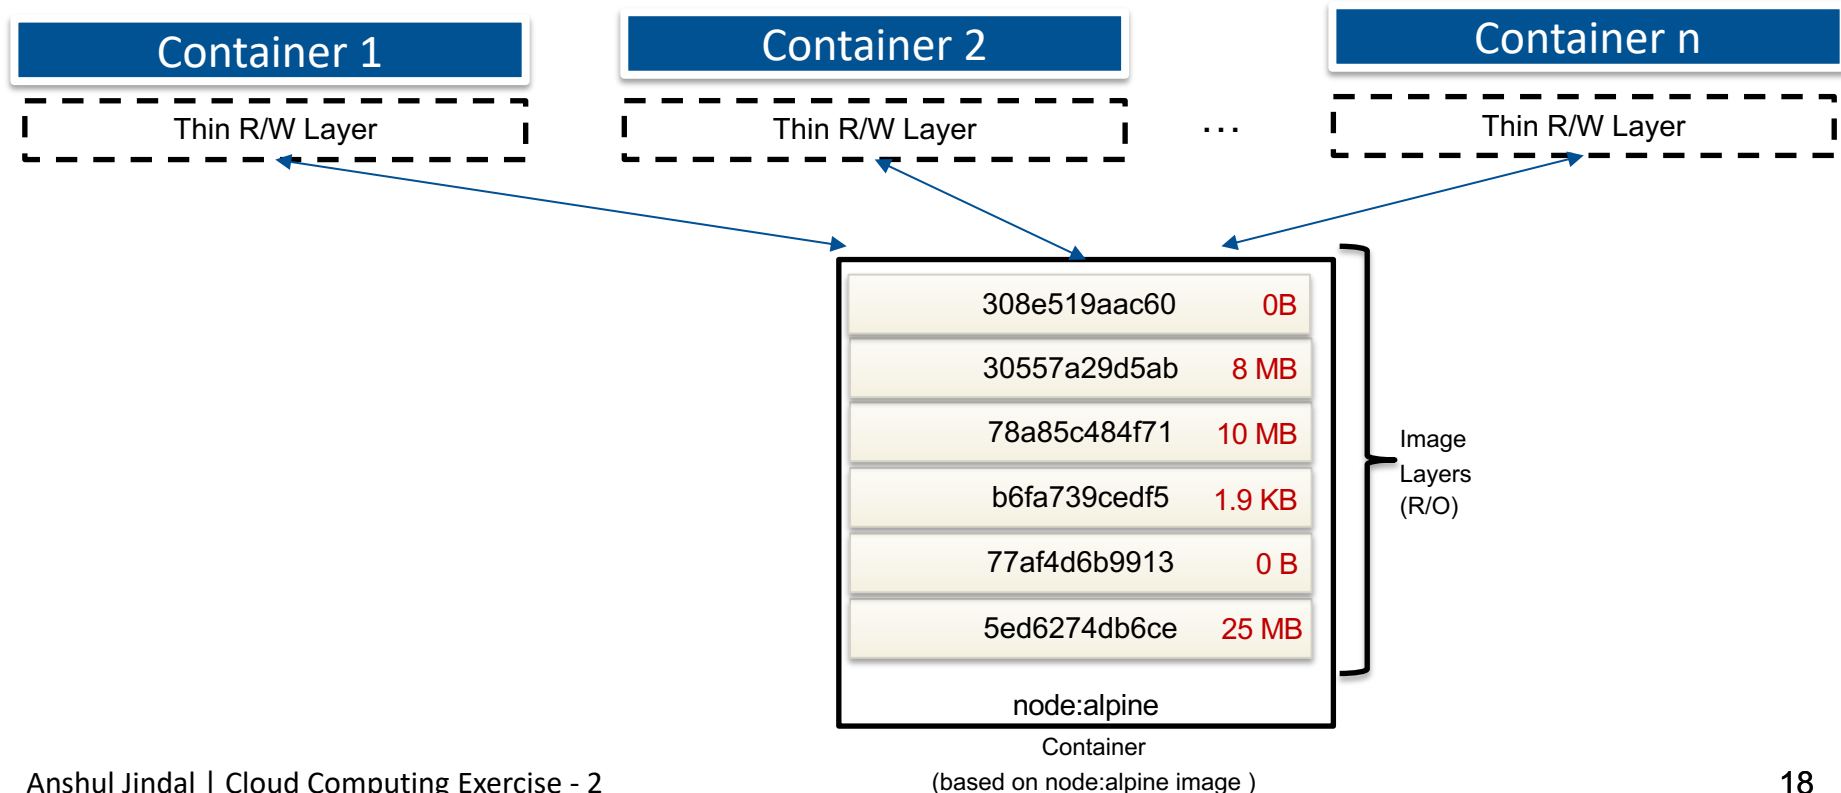 Container 1
Container 2
Container n
Thin R/W Layer
Thin R/W Layer
...
Thin R/W Layer
308e519aac60 0B
30557a29d5ab 8 MB
78a85c484f71 10 MB
b6fa739cedf5 1.9 KB
77af4d6b9913 0 B
5ed6274db6ce 25 MB
node:alpine
Image
Layers
(R/O)
Container
(based on node:alpine image )
Anshul Jindal | Cloud Computing Exercise - 2
18